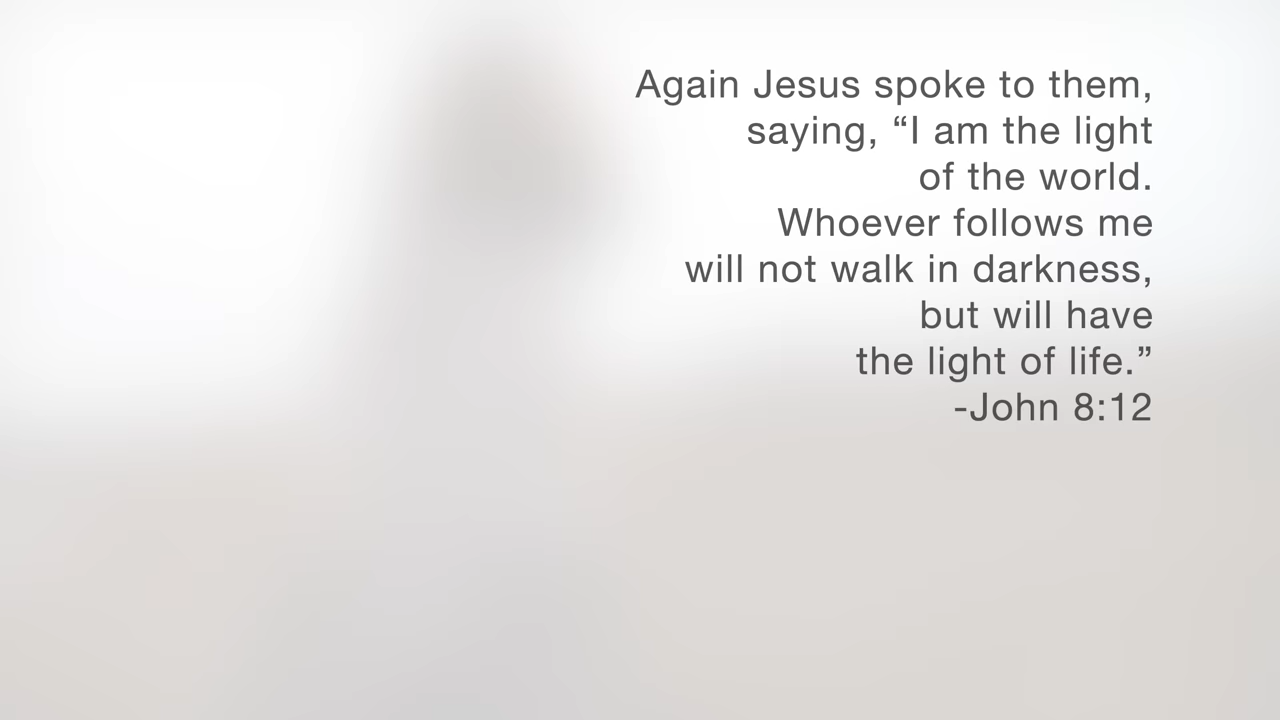 Again Jesus spoke to them,
saying, “I am the light
of the world.
Whoever follows me
will not walk in darkness,
but will have
the light of life.”
-John 8:12